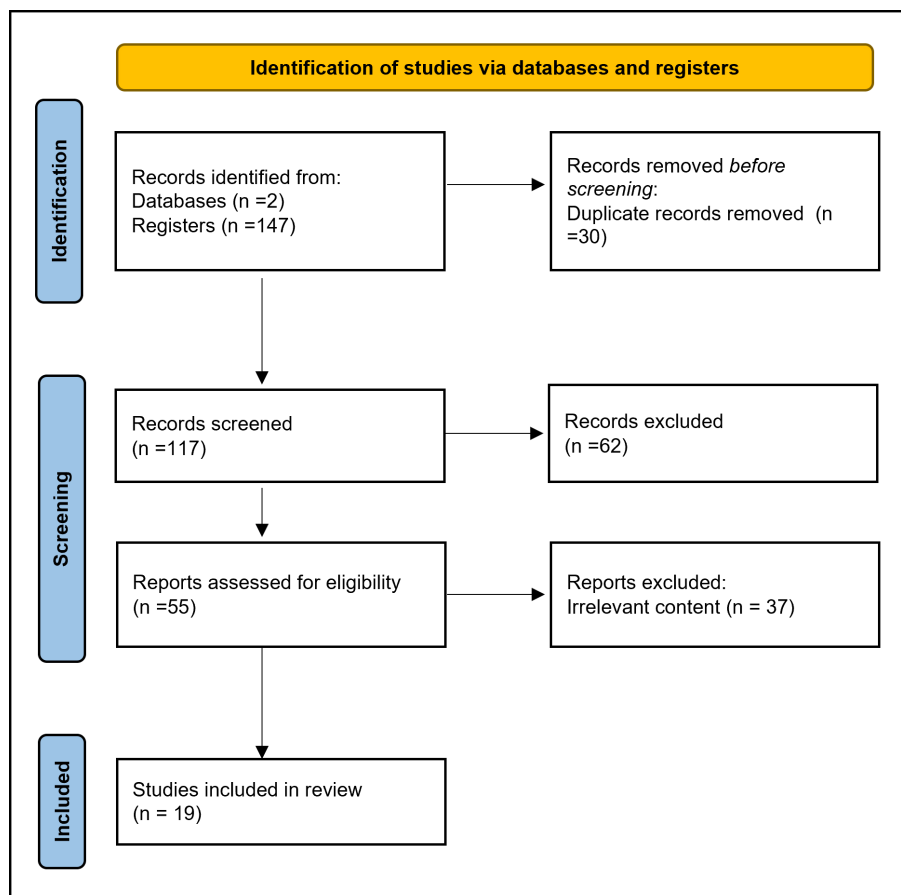 Identification of studies via databases and registers
Identification
Records identified from:
Databases (n =2)
Registers (n =147)
Records removed before
screening:
Duplicate records removed  (n
=30)
Screening
Records screened
(n =117)
Records excluded
(n =62)
Reports assessed for eligibility
(n =55)
Reports excluded:
Irrelevant content (n = 37)
Included
Studies included in review
(n = 19)